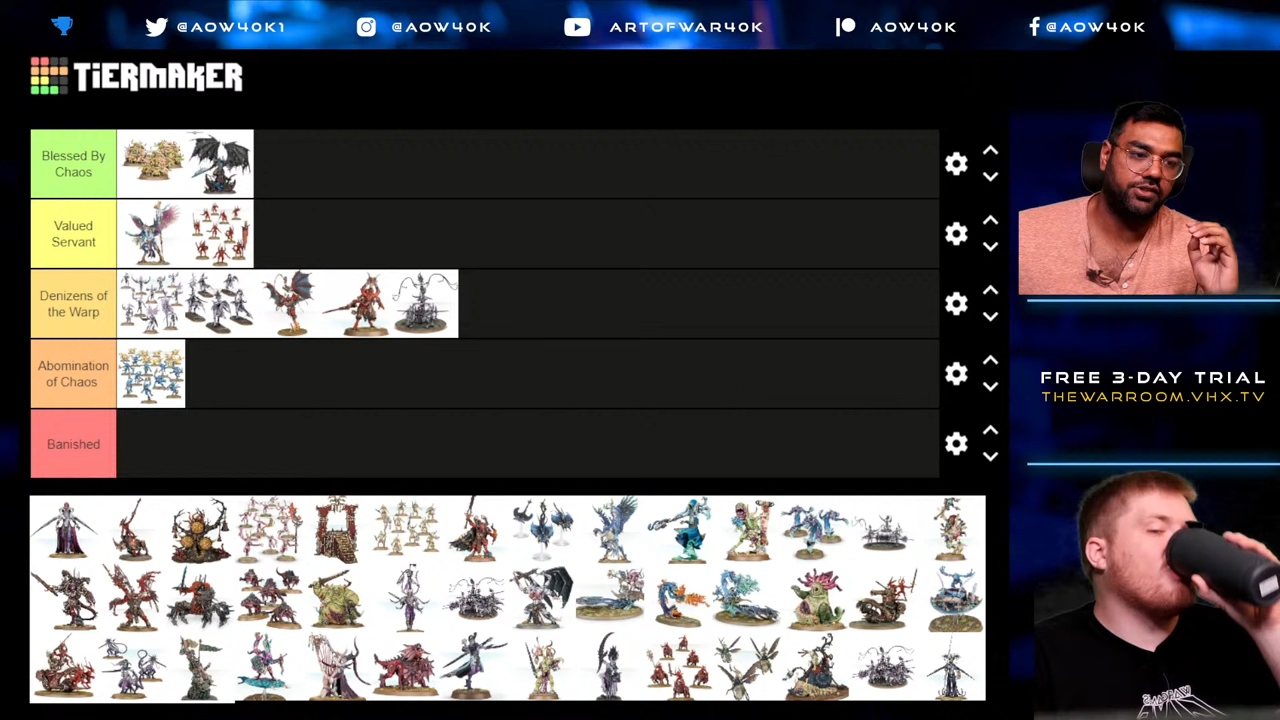 @AOW40K1 @AOW40K ARTOFWAR40K AOW40K @AOW40K
TiERMAKER
Blessed By
Chaos
Valued
Servant
Denizens of
the Warp
Abomination
of Chaos
Banished
FREE 3-DAY TRIAL
THEWARROOM.VHX.TV